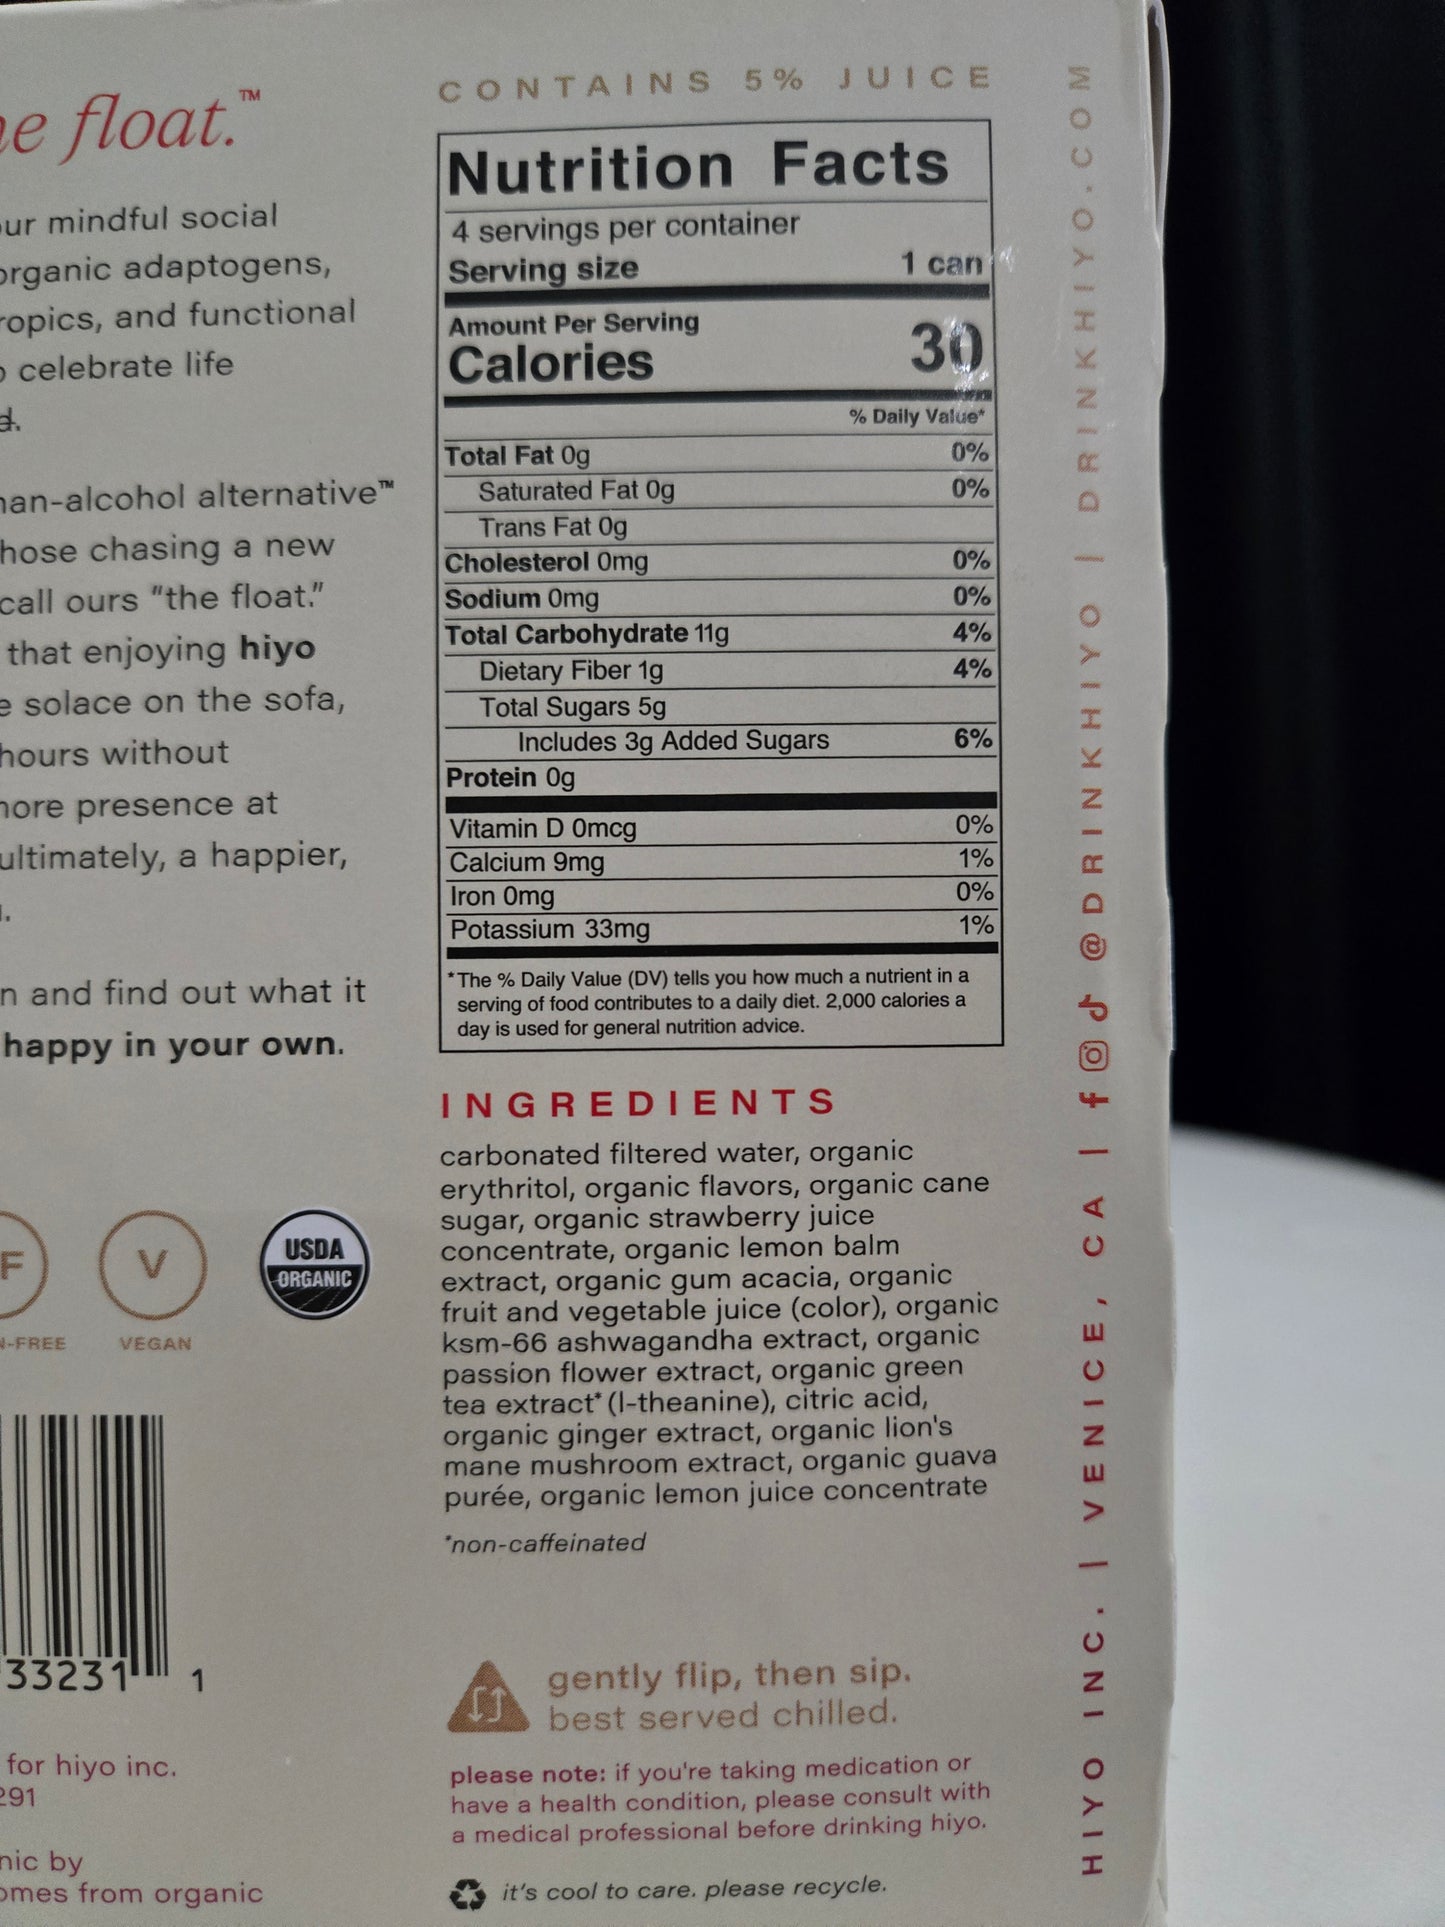 float.™
mindful social
organic adaptogens,
and functional
celebrate life
alternative™
chasing a new
call ours "the float."
that enjoying hiyo
solace on the sofa,
hours without
presence at
ultimately, a happier,
and find out what it
happy in your own.
F
V
USDA
ORGANIC
-FREE
VEGAN
33231 1
for hiyo inc.
291
by
from organic
CONTAINS 5% JUICE
Nutrition Facts
4 servings per container
Serving size 1 can
Amount Per Serving
Calories 30
% Daily Value*
Total Fat 0g 0%
Saturated Fat 0g 0%
Trans Fat 0g
Cholesterol 0mg 0%
Sodium 0mg 0%
Total Carbohydrate 11g 4%
Dietary Fiber 1g 4%
Total Sugars 5g
Includes 3g Added Sugars 6%
Protein 0g
Vitamin D 0mcg 0%
Calcium 9mg 1%
Iron 0mg 0%
Potassium 33mg 1%
*The % Daily Value (DV) tells you how much a nutrient in a
serving of food contributes to a daily diet. 2,000 calories a
day is used for general nutrition advice.
INGREDIENTS
carbonated filtered water, organic
erythritol, organic flavors, organic cane
sugar, organic strawberry juice
concentrate, organic lemon balm
extract, organic gum acacia, organic
fruit and vegetable juice (color), organic
ksm-66 ashwagandha extract, organic
passion flower extract, organic green
tea extract* (l-theanine), citric acid,
organic ginger extract, organic lion's
mane mushroom extract, organic guava
purée, organic lemon juice concentrate
*non-caffeinated
gently flip, then sip.
best served chilled.
please note: if you're taking medication or
have a health condition, please consult with
a medical professional before drinking hiyo.
it's cool to care. please recycle.
HIYO INC. | VENICE, CA | @DRINKHIYO | DRINKHIYO.COM